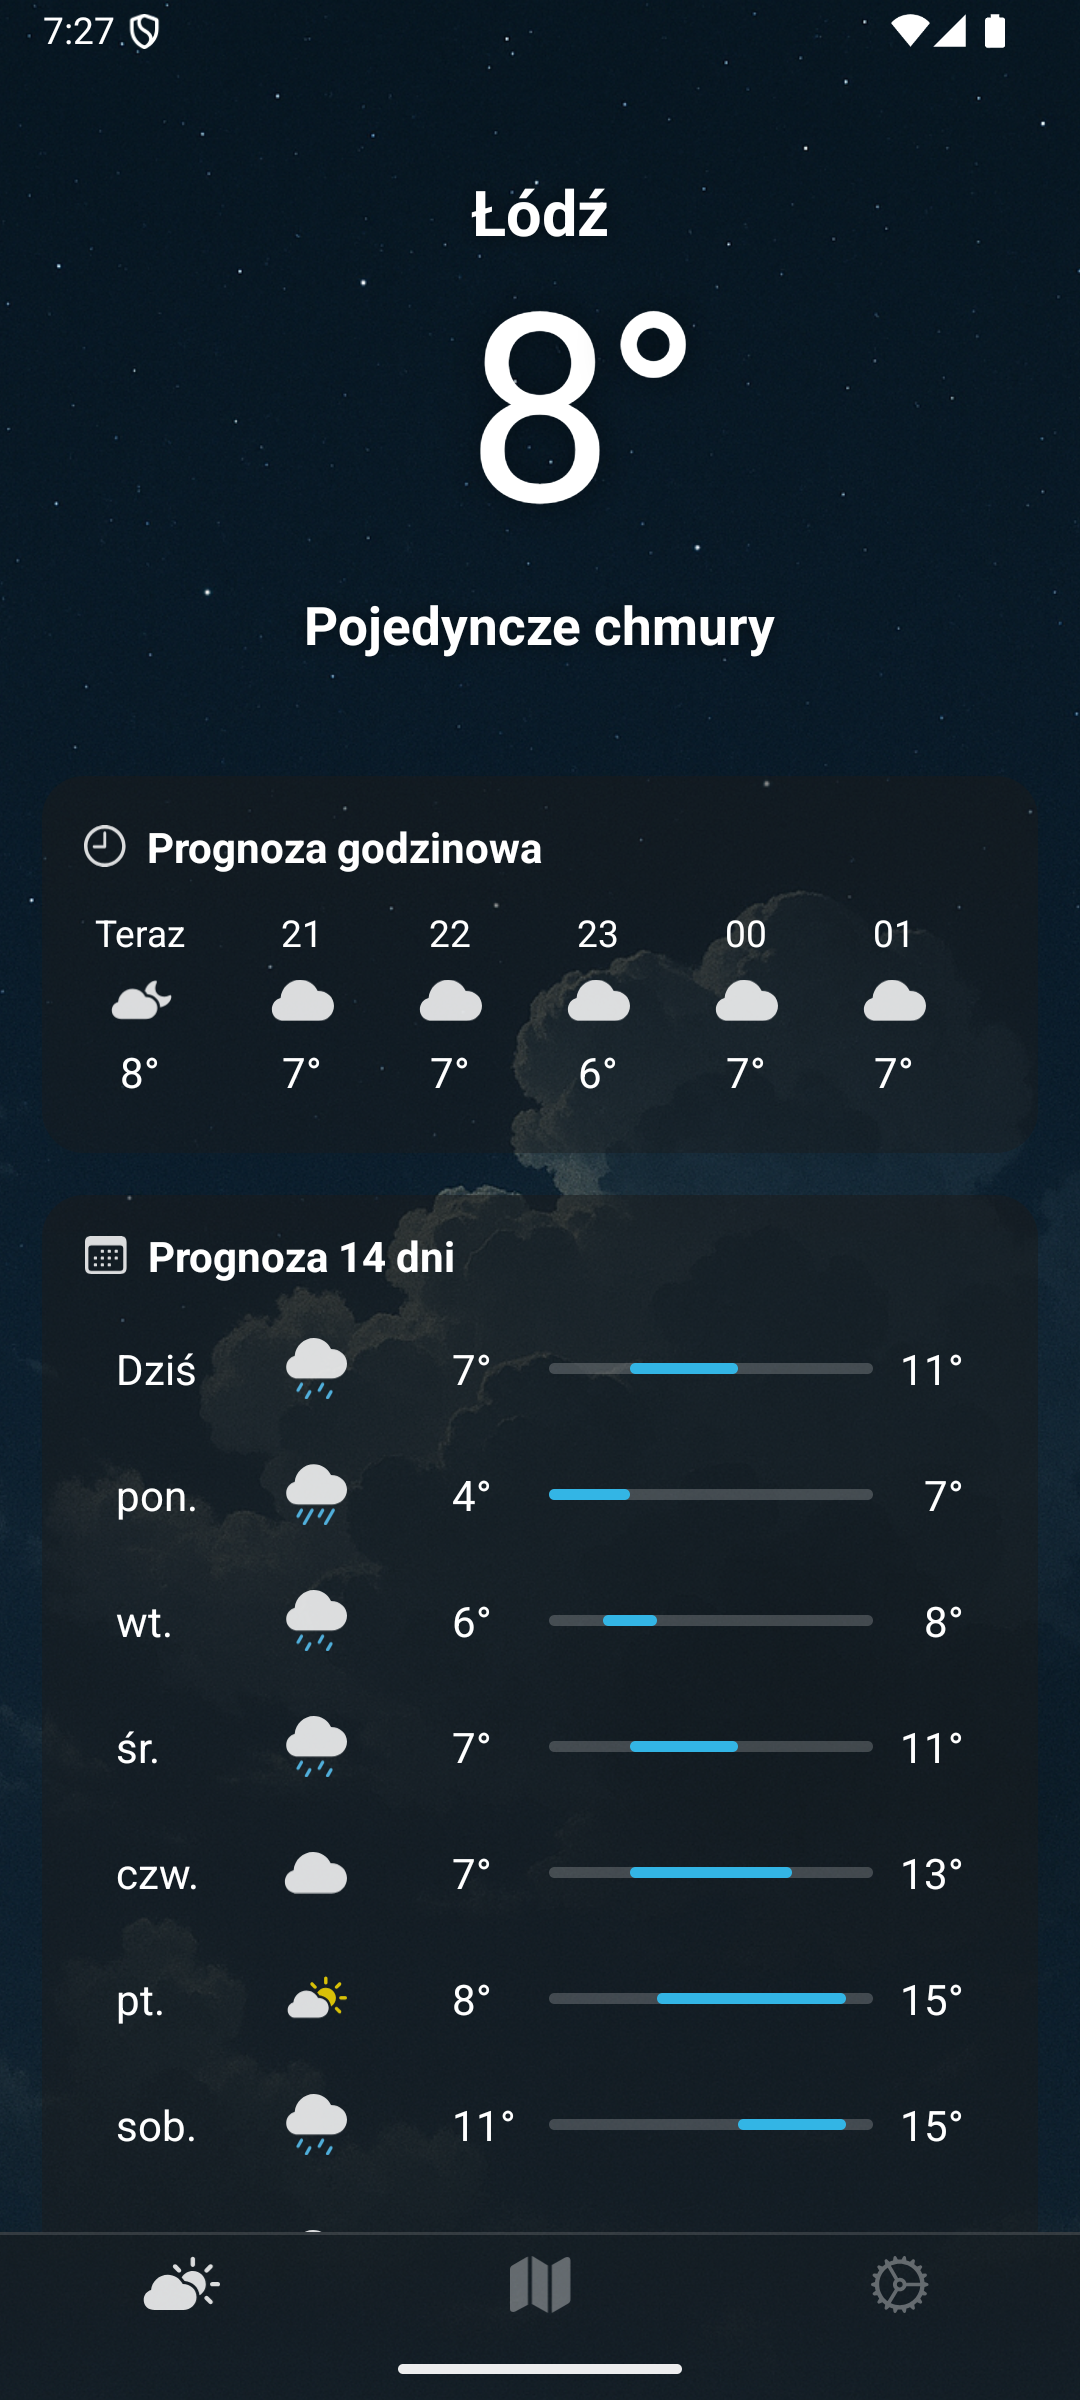 7:27
Łódź
8°
Pojedyncze chmury
Prognoza godzinowa
Teraz 21 22 23 00 01
8° 7° 7° 6° 7° 7°
Prognoza 14 dni
Dziś 7° 11°
pon. 4° 7°
wt. 6° 8°
śr. 7° 11°
czw. 7° 13°
pt. 8° 15°
sob. 11° 15°